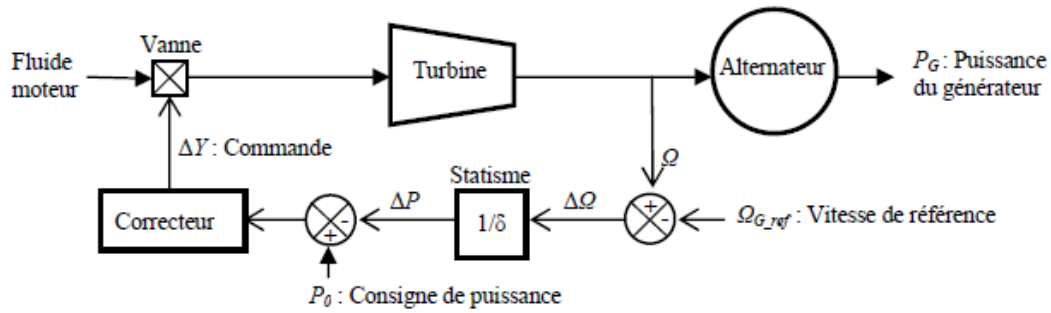 Vanne
Fluide
moteur
Turbine
Alternateur
P_G : Puissance
du générateur
ΔY : Commande
Ω
Statisme
Correcteur
ΔP
1/δ
ΔΩ
Ω_G_ref : Vitesse de référence
+
-
-
+
P_0 : Consigne de puissance